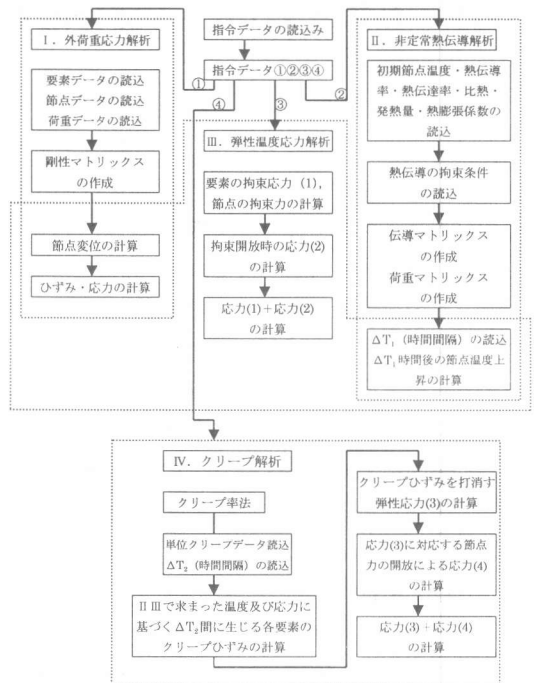 指令データの読込み
指令データ①②③④
①
②
③
④
Ⅰ．外荷重応力解析
要素データの読込
節点データの読込
荷重データの読込
剛性マトリックス
の作成
節点変位の計算
ひずみ・応力の計算
Ⅲ．弾性温度応力解析
要素の拘束応力（1），
節点の拘束力の計算
拘束開放時の応力(2)
の計算
応力(1)＋応力(2)
の計算
Ⅱ．非定常熱伝導解析
初期節点温度・熱伝導
率・熱伝達率・比熱・
発熱量・熱膨張係数の
読込
熱伝導の拘束条件
の読込
伝導マトリックス
の作成
荷重マトリックス
の作成
ΔT₁（時間間隔）の読込
ΔT₁時間後の節点温度上
昇の計算
Ⅳ．クリープ解析
クリープ率法
単位クリープデータ読込
ΔT₂（時間間隔）の読込
ⅡⅢで求まった温度及び応力に
基づくΔT₂間に生じる各要素の
クリープひずみの計算
クリープひずみを打消す
弾性応力(3)の計算
応力(3)に対応する節点
力の開放による応力(4)
の計算
応力(3)＋応力(4)
の計算